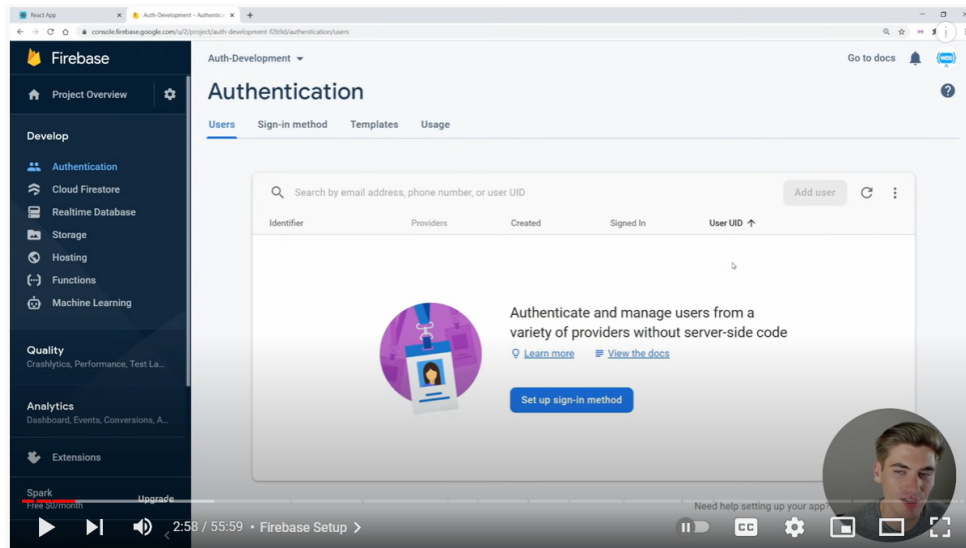 React App
Auth-Development – Authenticat
console.firebase.google.com/u/2/project/auth-development-f2b9d/authentication/users
Firebase
Auth-Development
Go to docs
Project Overview
Authentication
Users Sign-in method Templates Usage
Develop
Authentication
Cloud Firestore
Realtime Database
Storage
Hosting
Functions
Machine Learning
Search by email address, phone number, or user UID
Add user
Identifier Providers Created Signed In User UID
Authenticate and manage users from a
variety of providers without server-side code
Learn more View the docs
Set up sign-in method
Quality
Crashlytics, Performance, Test La...
Analytics
Dashboard, Events, Conversions, A...
Extensions
Spark
Free $0/month
Upgrade
Need help setting up your app?
2:58 / 55:59 • Firebase Setup
CC